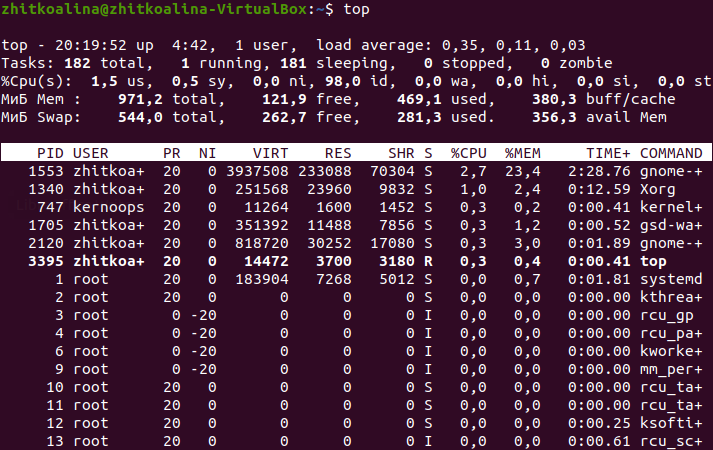 zhitkoalina@zhitkoalina-VirtualBox:~$ top
top - 20:19:52 up  4:42,  1 user,  load average: 0,35, 0,11, 0,03
Tasks: 182 total,   1 running, 181 sleeping,   0 stopped,   0 zombie
%Cpu(s):  1,5 us,  0,5 sy,  0,0 ni, 98,0 id,  0,0 wa,  0,0 hi,  0,0 si,  0,0 st
МиБ Mem :    971,2 total,    121,9 free,    469,1 used,    380,3 buff/cache
МиБ Swap:    544,0 total,    262,7 free,    281,3 used.    356,3 avail Mem
PID USER      PR  NI    VIRT    RES    SHR S  %CPU  %MEM     TIME+ COMMAND
1553 zhitkoa+  20   0 3937508 233088  70304 S   2,7  23,4   2:28.76 gnome-+
1340 zhitkoa+  20   0  251568  23960   9832 S   1,0   2,4   0:12.59 Xorg
747 kernoops  20   0   11264   1600   1452 S   0,3   0,2   0:00.41 kernel+
1705 zhitkoa+  20   0  351392  11488   7856 S   0,3   1,2   0:00.52 gsd-wa+
2120 zhitkoa+  20   0  818720  30252  17080 S   0,3   3,0   0:01.89 gnome-+
3395 zhitkoa+  20   0   14472   3700   3180 R   0,3   0,4   0:00.41 top
1 root      20   0  183904   7268   5012 S   0,0   0,7   0:01.81 systemd
2 root      20   0       0      0      0 S   0,0   0,0   0:00.00 kthrea+
3 root       0 -20       0      0      0 I   0,0   0,0   0:00.00 rcu_gp
4 root       0 -20       0      0      0 I   0,0   0,0   0:00.00 rcu_pa+
6 root       0 -20       0      0      0 I   0,0   0,0   0:00.00 kworke+
9 root       0 -20       0      0      0 I   0,0   0,0   0:00.00 mm_per+
10 root      20   0       0      0      0 S   0,0   0,0   0:00.00 rcu_ta+
11 root      20   0       0      0      0 S   0,0   0,0   0:00.00 rcu_ta+
12 root      20   0       0      0      0 S   0,0   0,0   0:00.25 ksofti+
13 root      20   0       0      0      0 I   0,0   0,0   0:00.61 rcu_sc+